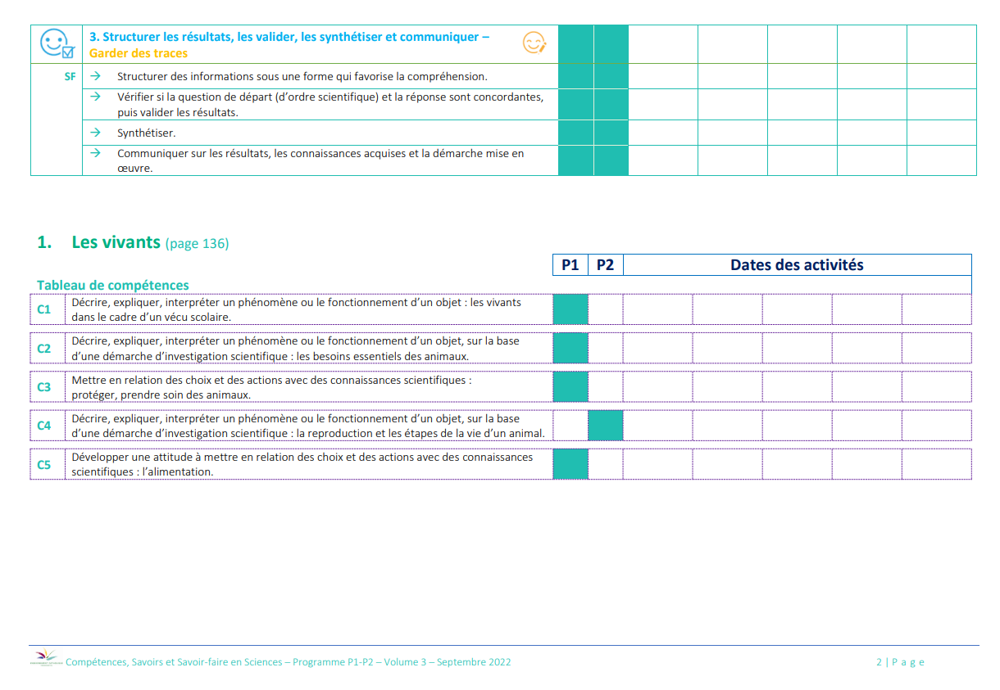 3. Structurer les résultats, les valider, les synthétiser et communiquer –
Garder des traces
SF
→ Structurer des informations sous une forme qui favorise la compréhension.
→ Vérifier si la question de départ (d’ordre scientifique) et la réponse sont concordantes,
puis valider les résultats.
→ Synthétiser.
→ Communiquer sur les résultats, les connaissances acquises et la démarche mise en
œuvre.
1. Les vivants (page 136)
P1 P2 Dates des activités
Tableau de compétences
C1 Décrire, expliquer, interpréter un phénomène ou le fonctionnement d’un objet : les vivants
dans le cadre d’un vécu scolaire.
C2 Décrire, expliquer, interpréter un phénomène ou le fonctionnement d’un objet, sur la base
d’une démarche d’investigation scientifique : les besoins essentiels des animaux.
C3 Mettre en relation des choix et des actions avec des connaissances scientifiques :
protéger, prendre soin des animaux.
C4 Décrire, expliquer, interpréter un phénomène ou le fonctionnement d’un objet, sur la base
d’une démarche d’investigation scientifique : la reproduction et les étapes de la vie d’un animal.
C5 Développer une attitude à mettre en relation des choix et des actions avec des connaissances
scientifiques : l’alimentation.
Compétences, Savoirs et Savoir-faire en Sciences – Programme P1-P2 – Volume 3 – Septembre 2022
2 | P a g e